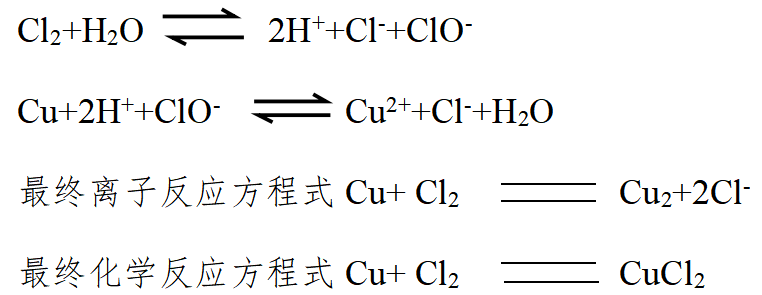 Cl₂+H₂O ⇌ 2H⁺+Cl⁻+ClO⁻
Cu+2H⁺+ClO⁻ ⇌ Cu²⁺+Cl⁻+H₂O
最终离子反应方程式 Cu+ Cl₂ == Cu₂+2Cl⁻
最终化学反应方程式 Cu+ Cl₂ == CuCl₂